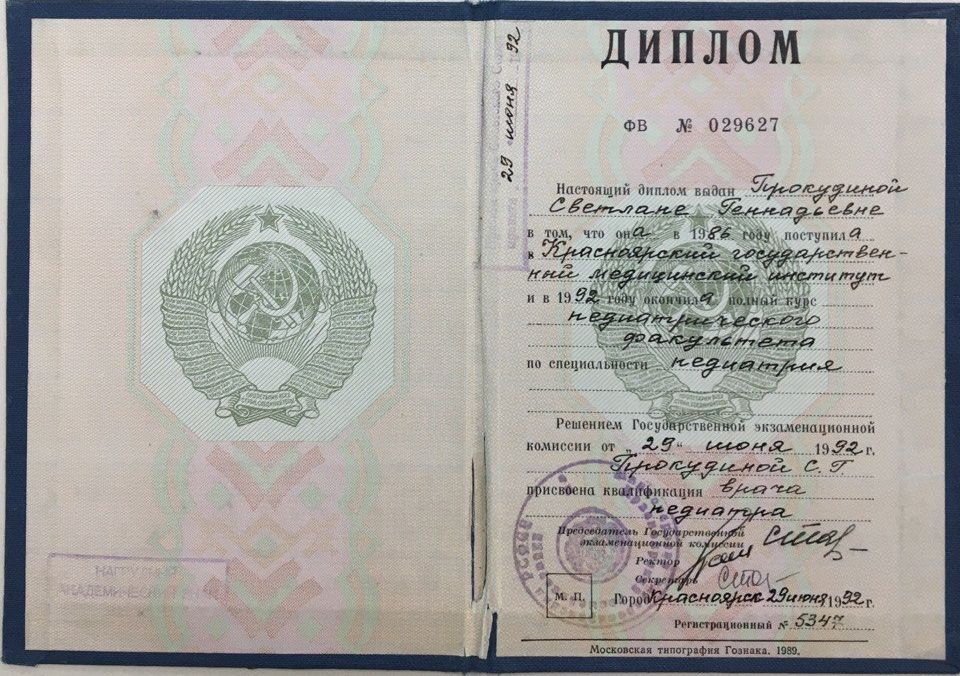 НАГРУДНЫЙ
АКАДЕМИЧЕСКИЙ
29 июня 192
ДИПЛОМ
ФВ № 029627
Настоящий диплом выдан Прокудиной
Светлане Геннадьевне
в том, что она в 1986 году поступила
в Красноярский государствен-
ный медицинский институт
и в 1992 году окончила полный курс
педиатрического
факультета
по специальности педиатрия
Решением Государственной экзаменационной
комиссии от „29“ июня 1992 г.
Прокудиной С. Г
присвоена квалификация врача
педиатра
Председатель Государственной
экзаменационной комиссии
Ректор
Секретарь
М. П.
Город Красноярск 29 июня 1992 г.
Регистрационный № 5347
Московская типография Гознака. 1989.